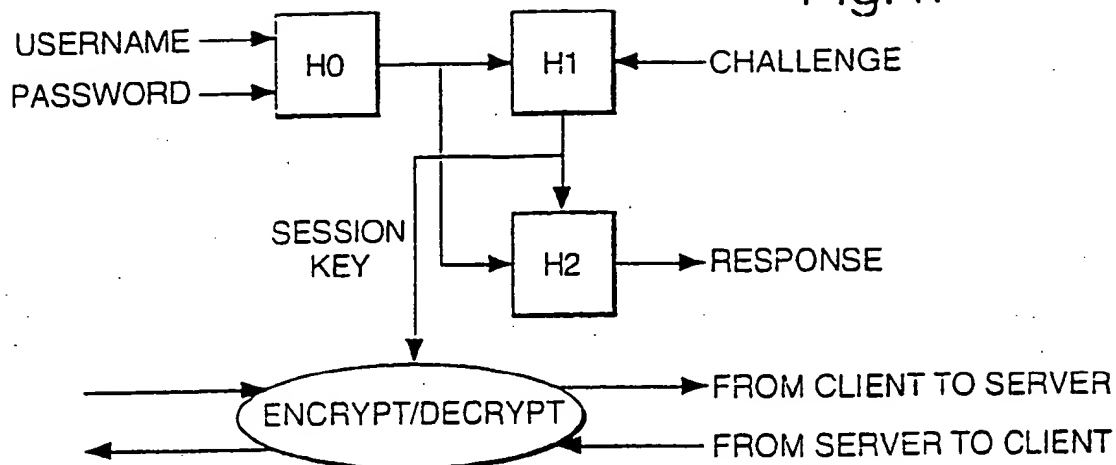 Fig.
USERNAME
PASSWORD
H0
H1
CHALLENGE
SESSION
KEY
H2
RESPONSE
ENCRYPT/DECRYPT
FROM CLIENT TO SERVER
FROM SERVER TO CLIENT